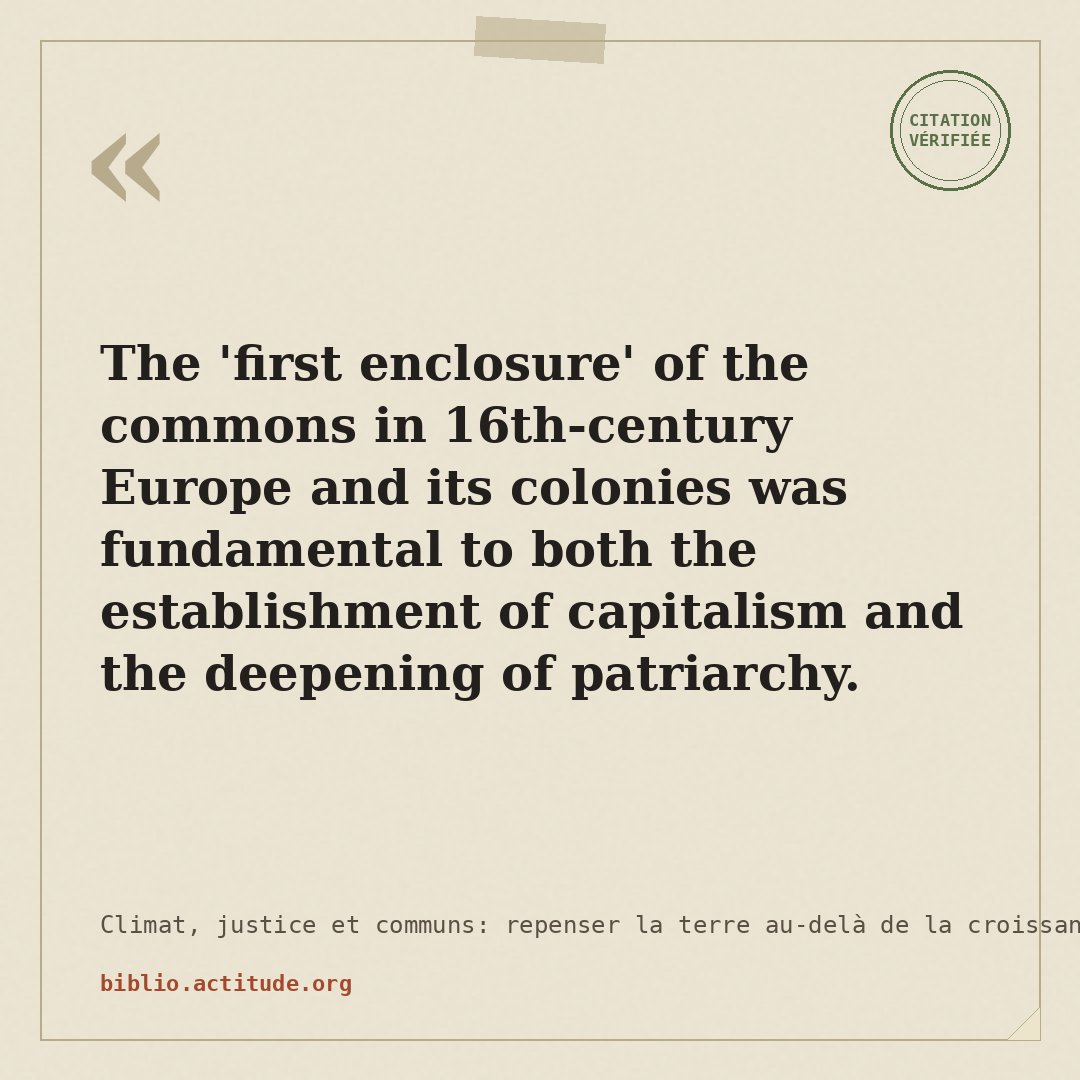 «
CITATION
VÉRIFIÉE
The 'first enclosure' of the
commons in 16th-century
Europe and its colonies was
fundamental to both the
establishment of capitalism and
the deepening of patriarchy.
Climat, justice et communs: repenser la terre au-delà de la croissan
biblio.actitude.org